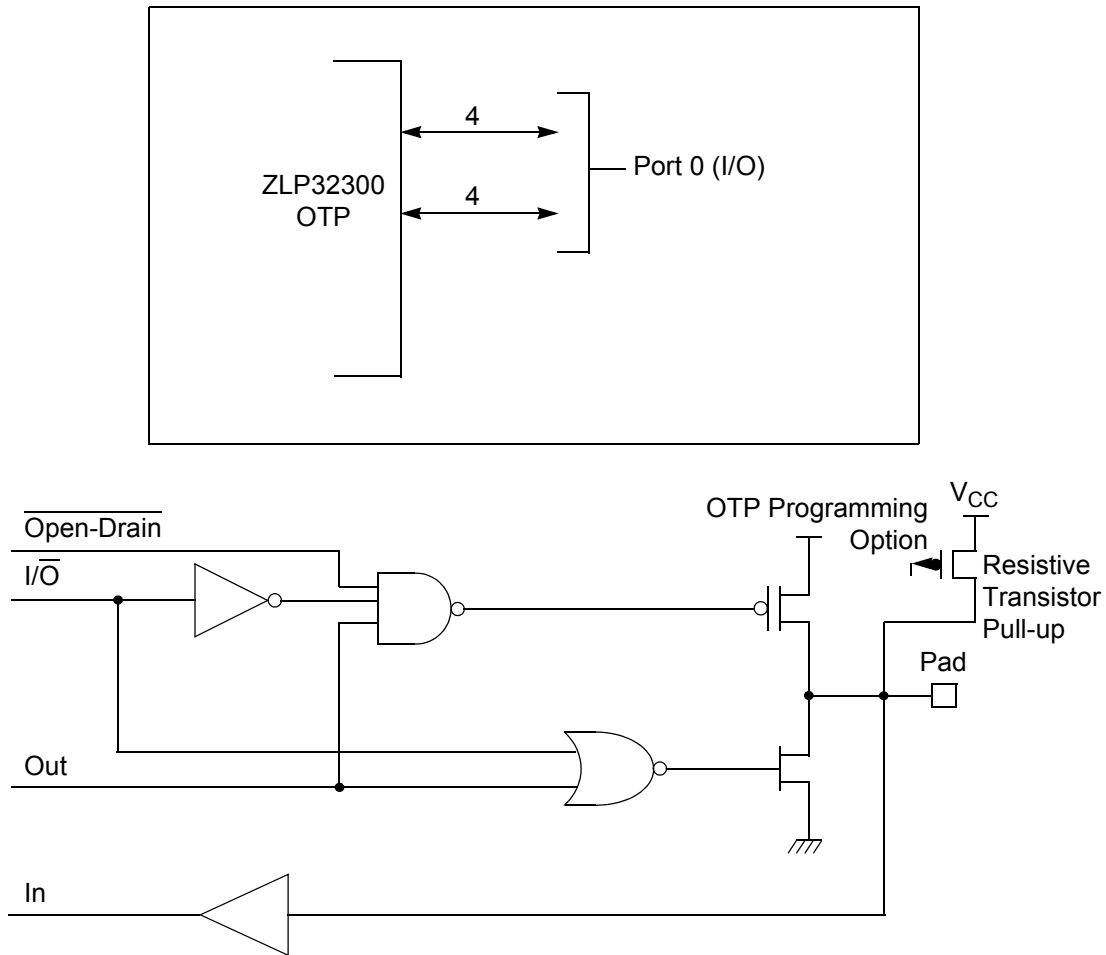 4
ZLP32300
OTP
4
Port 0 (I/O)
Open-Drain
I/O
OTP Programming
Option
VCC
Resistive
Transistor
Pull-up
Pad
Out
In